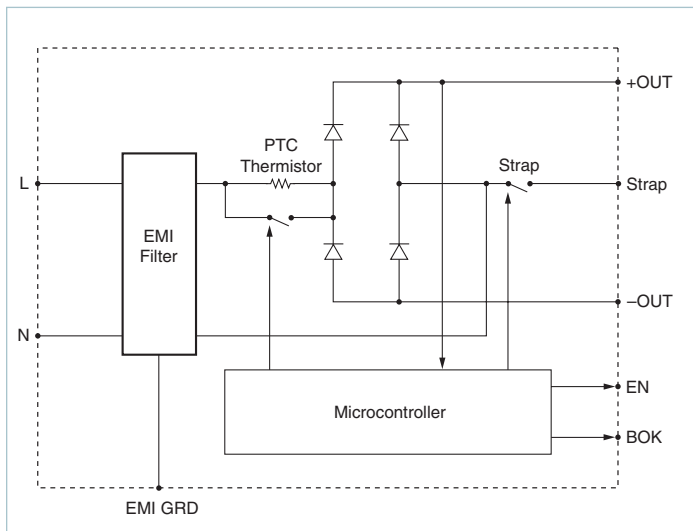 +OUT
PTC
Thermistor
Strap
L
Strap
EMI
Filter
–OUT
N
EN
Microcontroller
BOK
EMI GRD